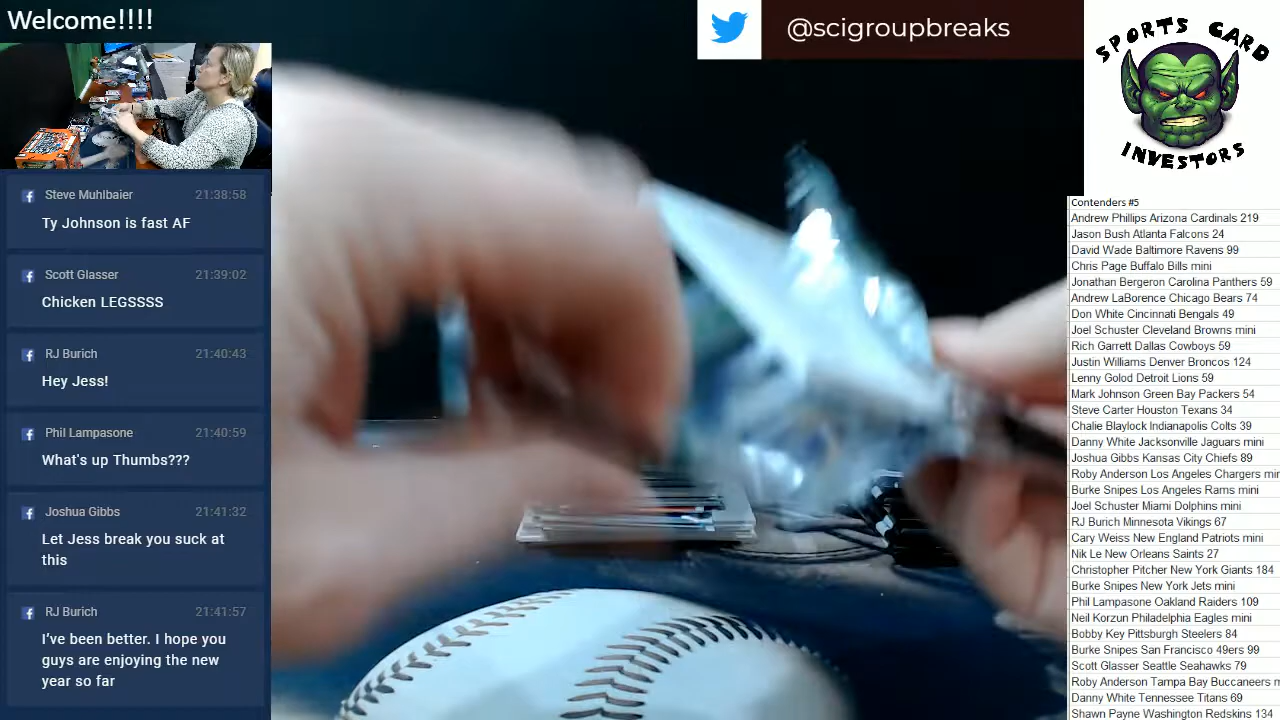 Welcome!!!!
@scigroupbreaks
SPORTS CARD
INVESTORS
Steve Muhlbaier 21:38:58
Ty Johnson is fast AF
Scott Glasser 21:39:02
Chicken LEGSSSS
RJ Burich 21:40:43
Hey Jess!
Phil Lampasone 21:40:59
What's up Thumbs???
Joshua Gibbs 21:41:32
Let Jess break you suck at
this
RJ Burich 21:41:57
I've been better. I hope you
guys are enjoying the new
year so far
Contenders #5
Andrew Phillips Arizona Cardinals 219
Jason Bush Atlanta Falcons 24
David Wade Baltimore Ravens 99
Chris Page Buffalo Bills mini
Jonathan Bergeron Carolina Panthers 59
Andrew LaBorence Chicago Bears 74
Don White Cincinnati Bengals 49
Joel Schuster Cleveland Browns mini
Rich Garrett Dallas Cowboys 59
Justin Williams Denver Broncos 124
Lenny Golod Detroit Lions 59
Mark Johnson Green Bay Packers 54
Steve Carter Houston Texans 34
Chalie Blaylock Indianapolis Colts 39
Danny White Jacksonville Jaguars mini
Joshua Gibbs Kansas City Chiefs 89
Roby Anderson Los Angeles Chargers min
Burke Snipes Los Angeles Rams mini
Joel Schuster Miami Dolphins mini
RJ Burich Minnesota Vikings 67
Cary Weiss New England Patriots mini
Nik Le New Orleans Saints 27
Christopher Pitcher New York Giants 184
Burke Snipes New York Jets mini
Phil Lampasone Oakland Raiders 109
Neil Korzun Philadelphia Eagles mini
Bobby Key Pittsburgh Steelers 84
Burke Snipes San Francisco 49ers 99
Scott Glasser Seattle Seahawks 79
Roby Anderson Tampa Bay Buccaneers m
Danny White Tennessee Titans 69
Shawn Payne Washington Redskins 134